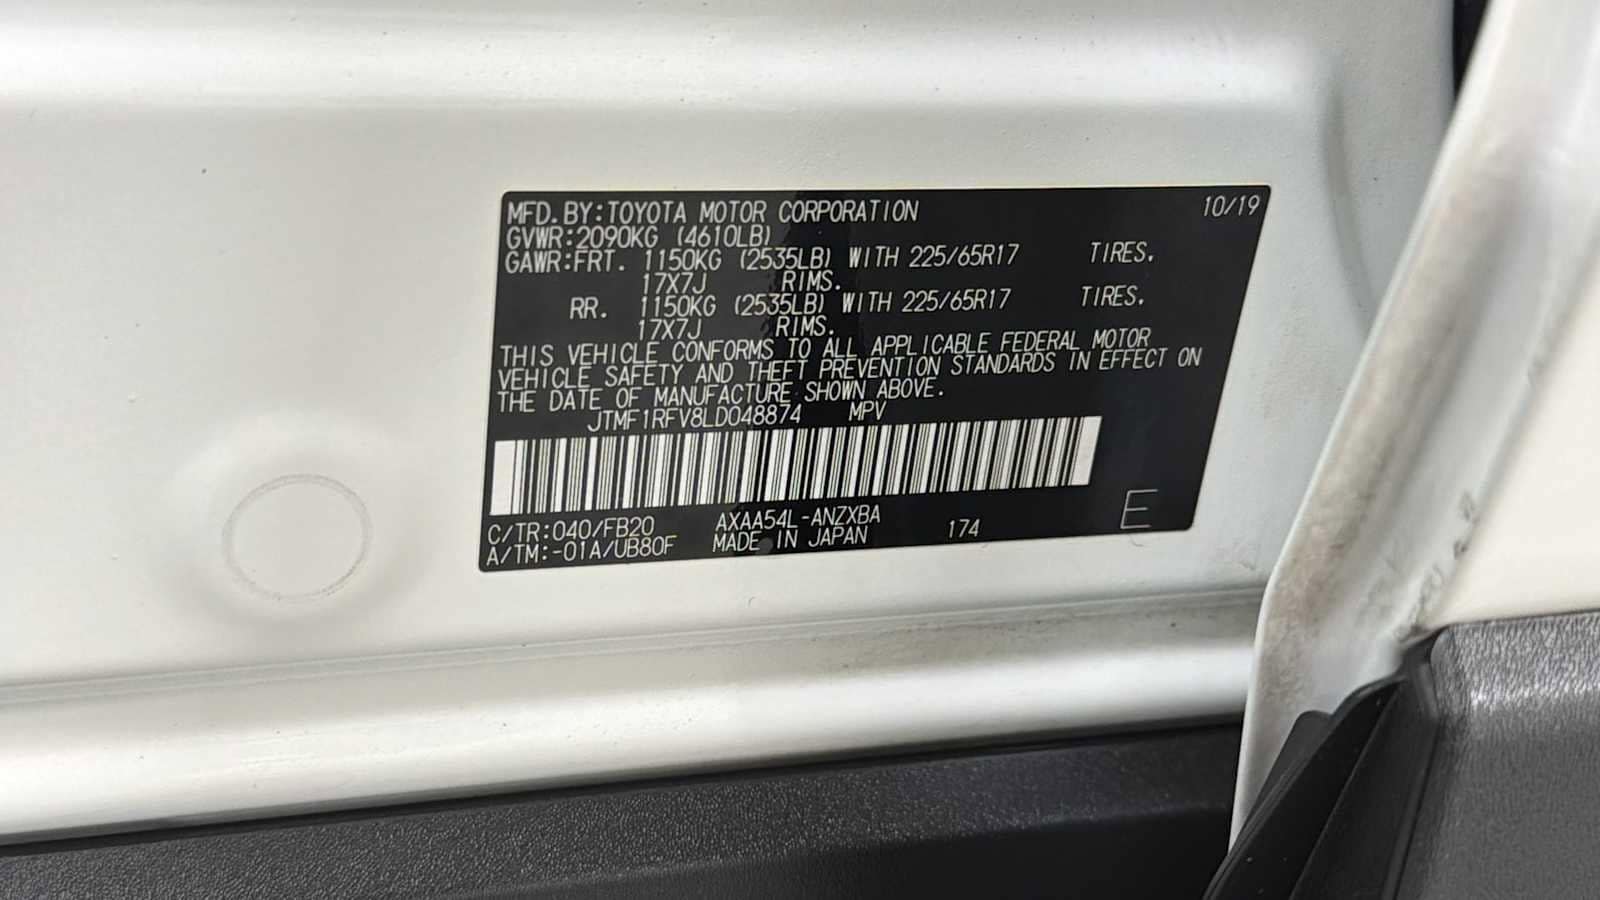 MFD.BY:TOYOTA MOTOR CORPORATION 10/19
GVWR:2090KG (4610LB)
GAWR:FRT. 1150KG (2535LB) WITH 225/65R17 TIRES.
17X7J RIMS.
RR. 1150KG (2535LB) WITH 225/65R17 TIRES.
17X7J RIMS.
THIS VEHICLE CONFORMS TO ALL APPLICABLE FEDERAL MOTOR
VEHICLE SAFETY AND THEFT PREVENTION STANDARDS IN EFFECT ON
THE DATE OF MANUFACTURE SHOWN ABOVE.
JTMF1RFV8LD048874 MPV
C/TR:040/FB20 AXAA54L-ANZXBA
A/TM:-01A/UB80F MADE IN JAPAN 174 E